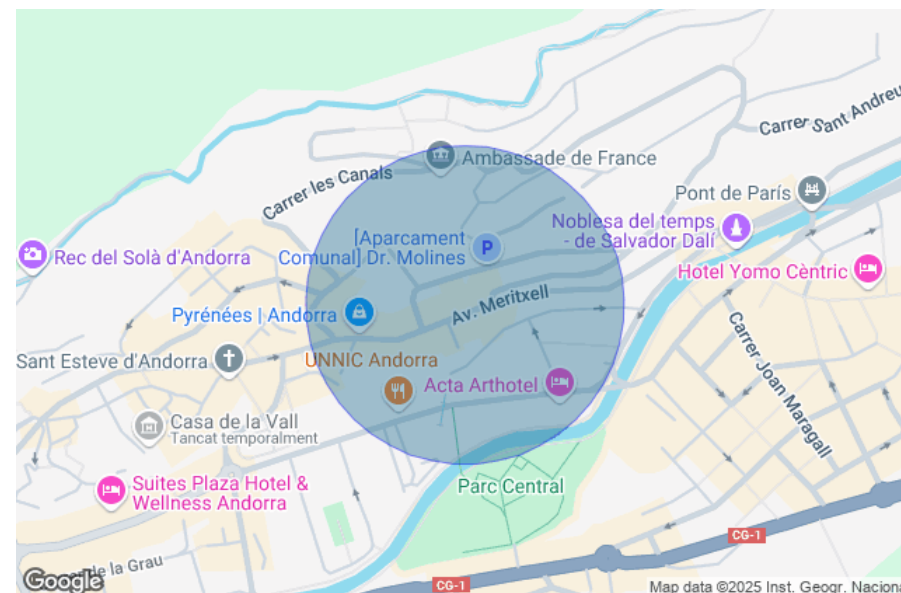 Carrer Sant Andreu
Ambassade de France
Carrer les Canals
Pont de París
Noblesa del temps
- de Salvador Dalí
[Aparcament
Comunal] Dr. Molines
P
Rec del Solà d'Andorra
Hotel Yomo Cèntric
Av. Meritxell
Pyrénées | Andorra
Sant Esteve d'Andorra
UNNIC Andorra
Acta Arthotel
Carrer Joan Maragall
Casa de la Vall
Tancat temporalment
Suites Plaza Hotel &
Wellness Andorra
Parc Central
CG-1
de la Grau
CG-1
Google
Map data ©2025 Inst. Geogr. Naciona